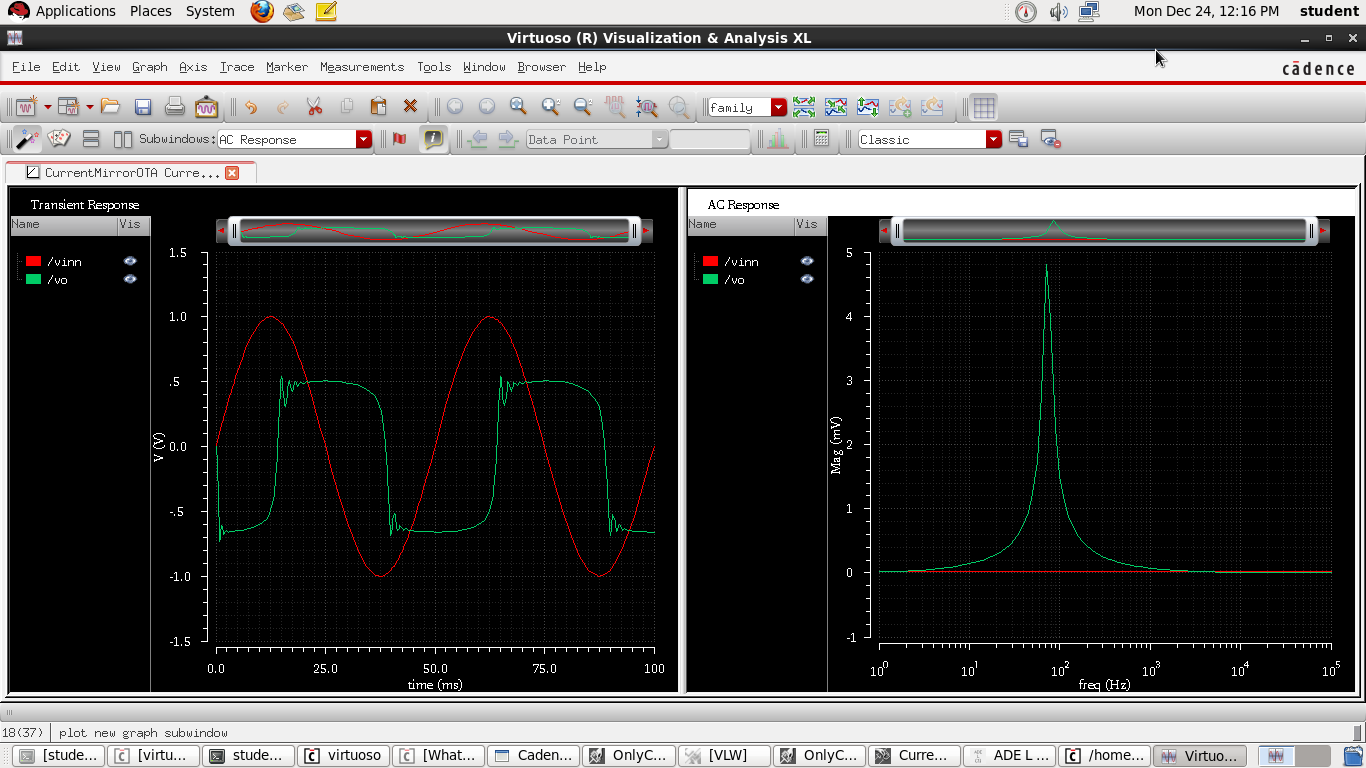 Applications Places System Mon Dec 24, 12:16 PM student
Virtuoso (R) Visualization & Analysis XL
File Edit View Graph Axis Trace Marker Measurements Tools Window Browser Help cādence
family
Subwindows: AC Response Data Point Classic
CurrentMirrorOTA Curre...
Transient Response
Name Vis
/vinn
/vo
1.5
1.0
.5
0.0
-.5
-1.0
-1.5
V (V)
0.0 25.0 50.0 75.0 100
time (ms)
AC Response
Name Vis
/vinn
/vo
5
4
3
2
1
0
-1
Mag (mV)
10^0 10^1 10^2 10^3 10^4 10^5
freq (Hz)
18(37) plot new graph subwindow
[stude... [virtu... stude... virtuoso [What... Caden... OnlyC... [VLW] OnlyC... Curre... ADE L ... /home... Virtuo...